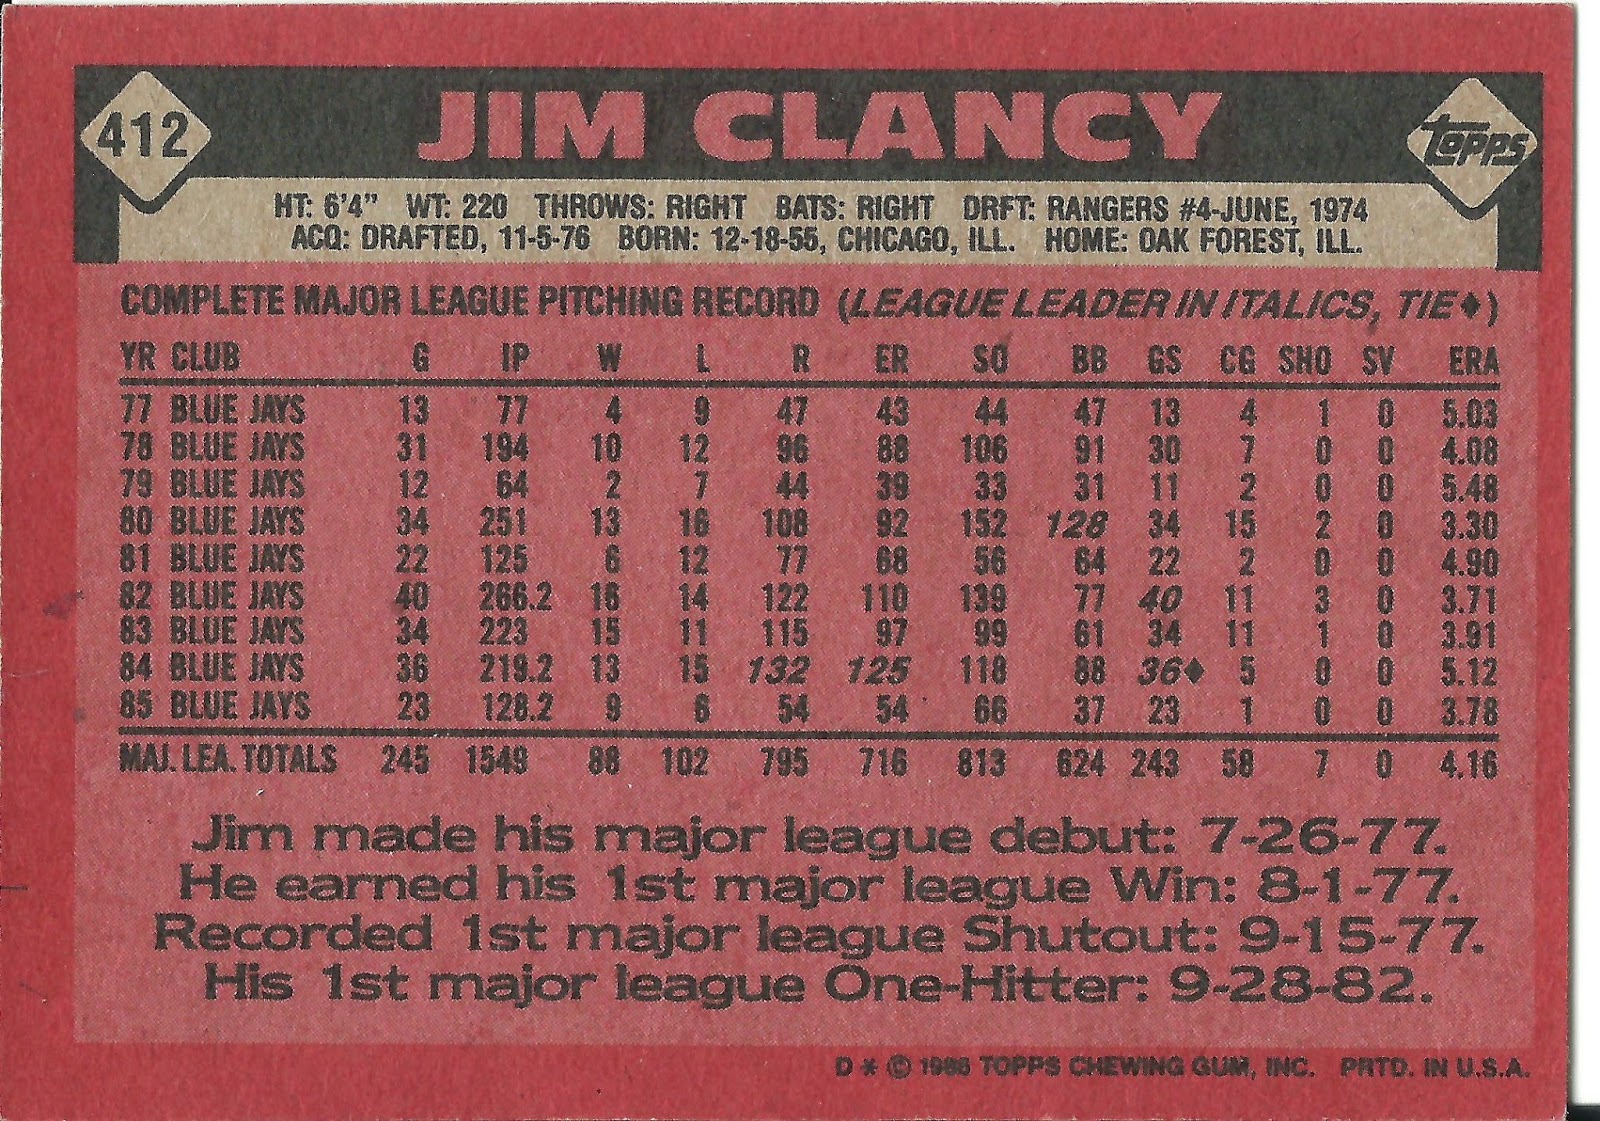 412 JIM CLANCY topps
HT: 6'4" WT: 220 THROWS: RIGHT BATS: RIGHT DRFT: RANGERS #4-JUNE, 1974
ACQ: DRAFTED, 11-5-76 BORN: 12-18-55, CHICAGO, ILL. HOME: OAK FOREST, ILL.
COMPLETE MAJOR LEAGUE PITCHING RECORD (LEAGUE LEADER IN ITALICS, TIE♦)
YR CLUB G IP W L R ER SO BB GS CG SHO SV ERA
77 BLUE JAYS 13 77 4 9 47 43 44 47 13 4 1 0 5.03
78 BLUE JAYS 31 194 10 12 96 88 106 91 30 7 0 0 4.08
79 BLUE JAYS 12 64 2 7 44 39 33 31 11 2 0 0 5.48
80 BLUE JAYS 34 251 13 16 108 92 152 128 34 15 2 0 3.30
81 BLUE JAYS 22 125 6 12 77 68 56 64 22 2 0 0 4.90
82 BLUE JAYS 40 266.2 16 14 122 110 139 77 40 11 3 0 3.71
83 BLUE JAYS 34 223 15 11 115 97 99 61 34 11 1 0 3.91
84 BLUE JAYS 36 219.2 13 15 132 125 118 88 36♦ 5 0 0 5.12
85 BLUE JAYS 23 128.2 9 6 54 54 66 37 23 1 0 0 3.78
MAJ. LEA. TOTALS 245 1549 88 102 795 716 813 624 243 58 7 0 4.16
Jim made his major league debut: 7-26-77.
He earned his 1st major league Win: 8-1-77.
Recorded 1st major league Shutout: 9-15-77.
His 1st major league One-Hitter: 9-28-82.
D * © 1986 TOPPS CHEWING GUM, INC. PRTD. IN U.S.A.